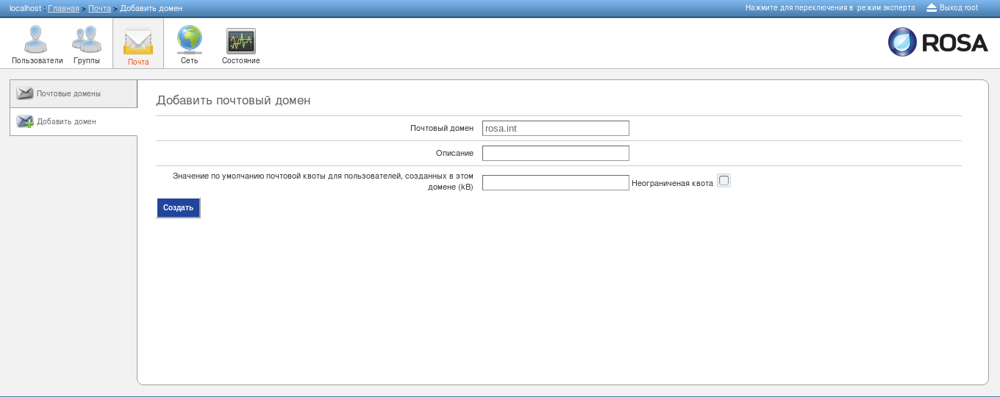 localhost : Главная > Почта > Добавить домен
Нажмите для переключения в режим эксперта
Выход root
Пользователи
Группы
Почта
Сеть
Состояние
ROSA
Почтовые домены
Добавить домен
Добавить почтовый домен
Почтовый домен
rosa.int
Описание
Значение по умолчанию почтовой квоты для пользователей, созданных в этом
домене (kB)
Неограниченая квота
Создать